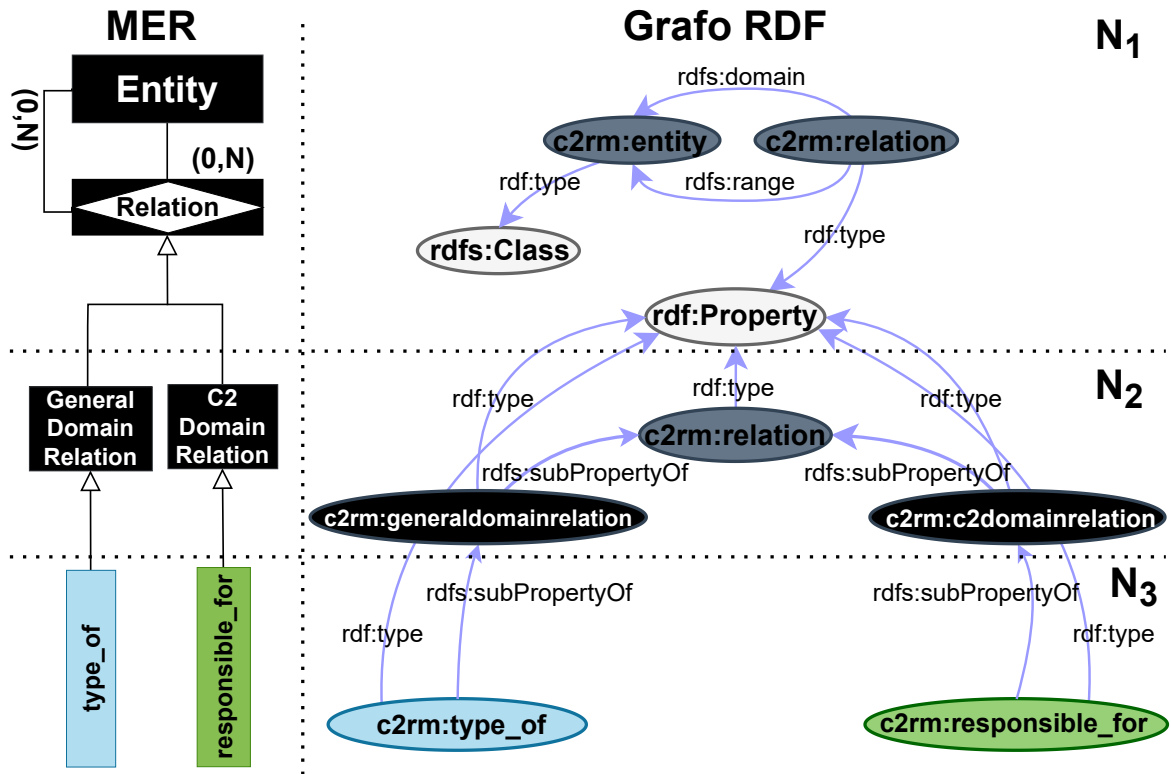 MER
Grafo RDF
N1
Entity
(0,N)
(0,N)
Relation
rdfs:domain
c2rm:entity
c2rm:relation
rdf:type
rdfs:range
rdfs:Class
rdf:type
rdf:Property
General
Domain
Relation
C2
Domain
Relation
N2
rdf:type
rdf:type
rdf:type
c2rm:relation
rdfs:subPropertyOf
rdfs:subPropertyOf
c2rm:generaldomainrelation
c2rm:c2domainrelation
type_of
responsible_for
N3
rdfs:subPropertyOf
rdfs:subPropertyOf
rdf:type
rdf:type
c2rm:type_of
c2rm:responsible_for